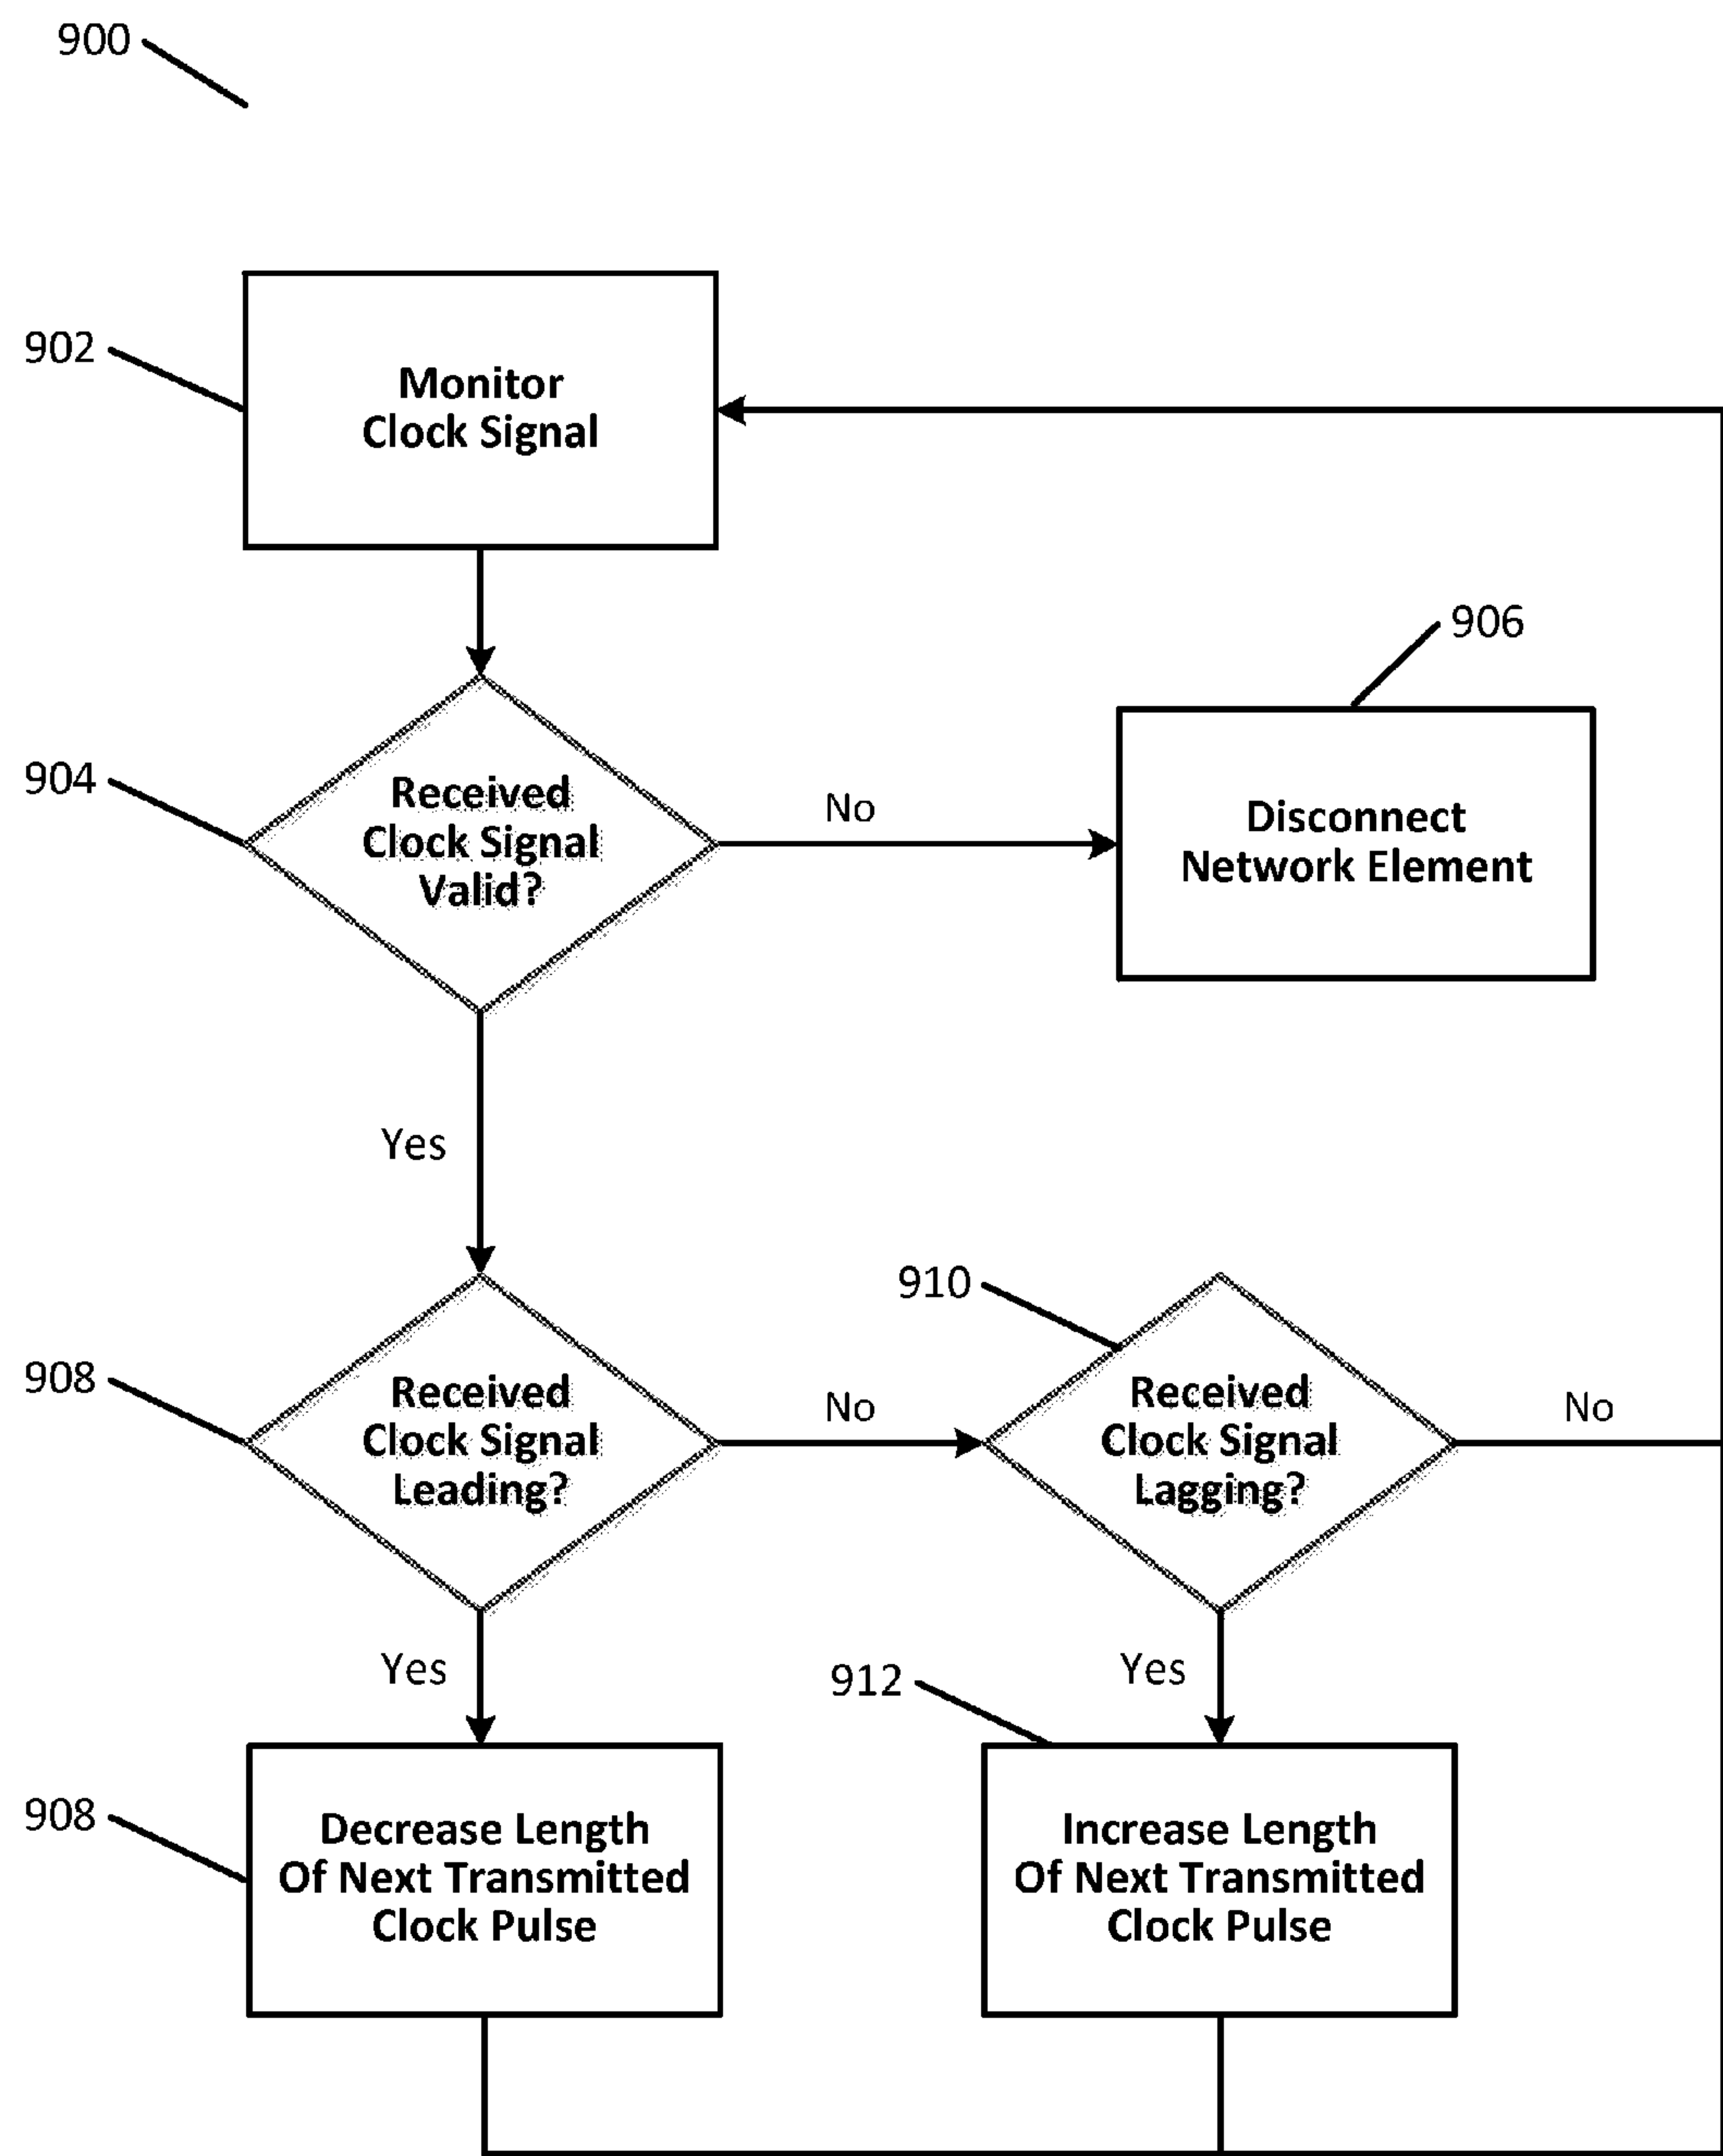 900
902
Monitor
Clock Signal
906
904
Received
Clock Signal
Valid?
No
Disconnect
Network Element
Yes
910
908
Received
Clock Signal
Leading?
No
Received
Clock Signal
Lagging?
No
Yes
912
Yes
908
Decrease Length
Of Next Transmitted
Clock Pulse
Increase Length
Of Next Transmitted
Clock Pulse